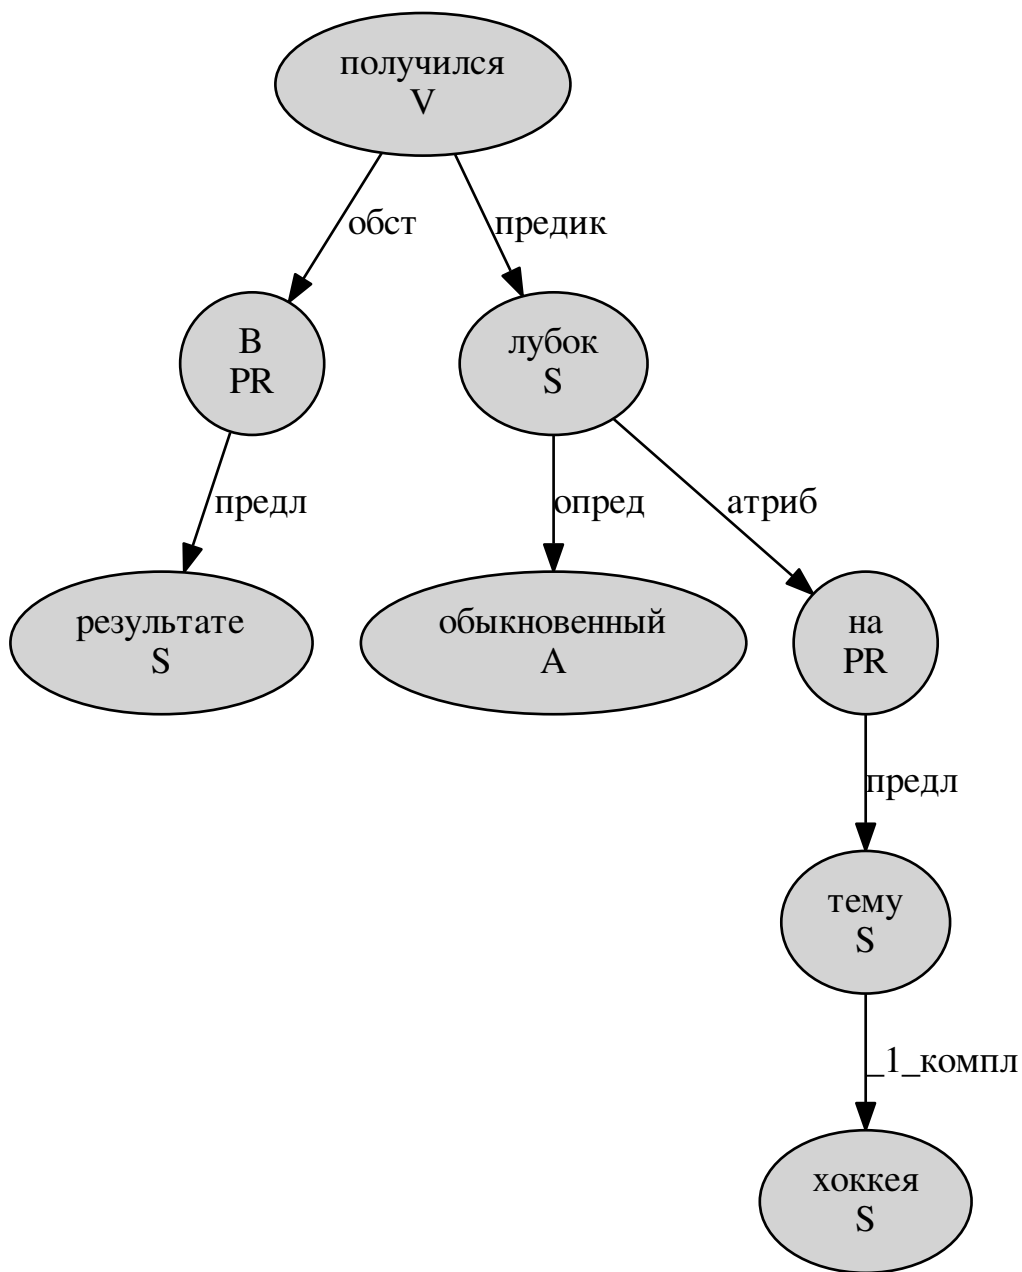 получился
V
обст
предик
В
PR
лубок
S
предл
опред
атриб
результате
S
обыкновенный
A
на
PR
предл
тему
S
_1_компл
хоккея
S